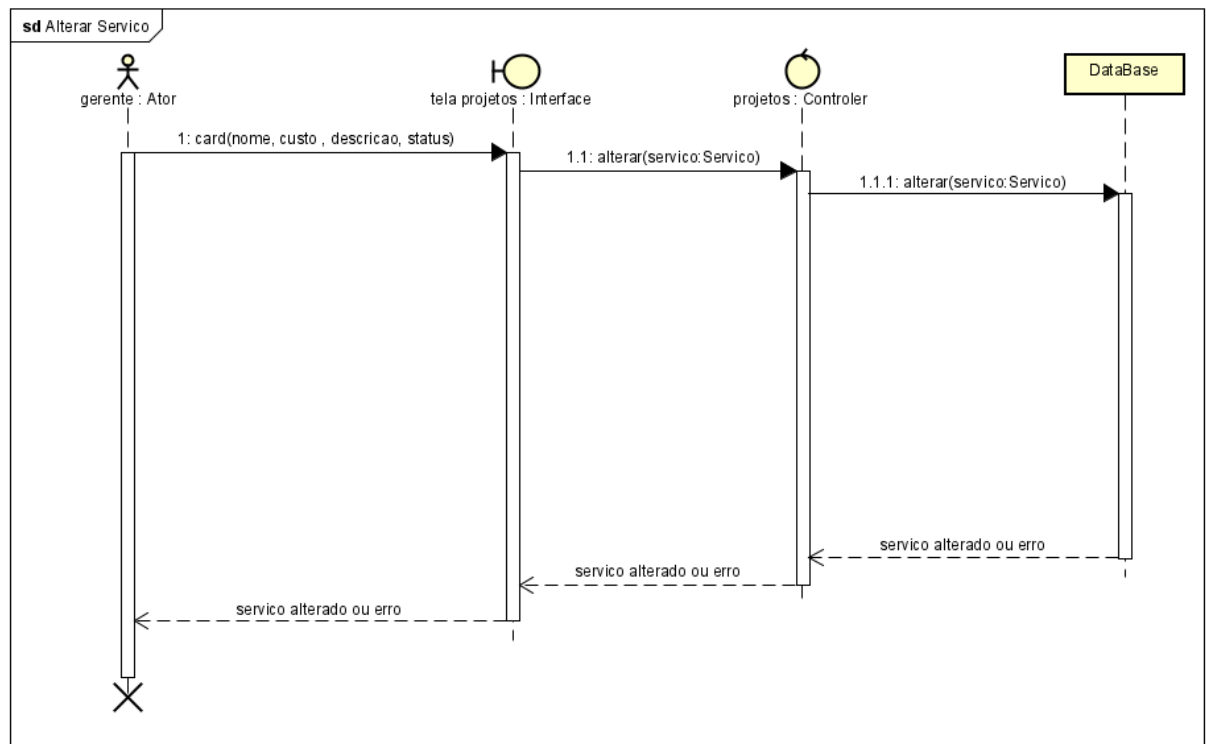 sd Alterar Servico
gerente : Ator
tela projetos : Interface
projetos : Controler
DataBase
1: card(nome, custo , descricao, status)
1.1: alterar(servico:Servico)
1.1.1: alterar(servico:Servico)
servico alterado ou erro
servico alterado ou erro
servico alterado ou erro